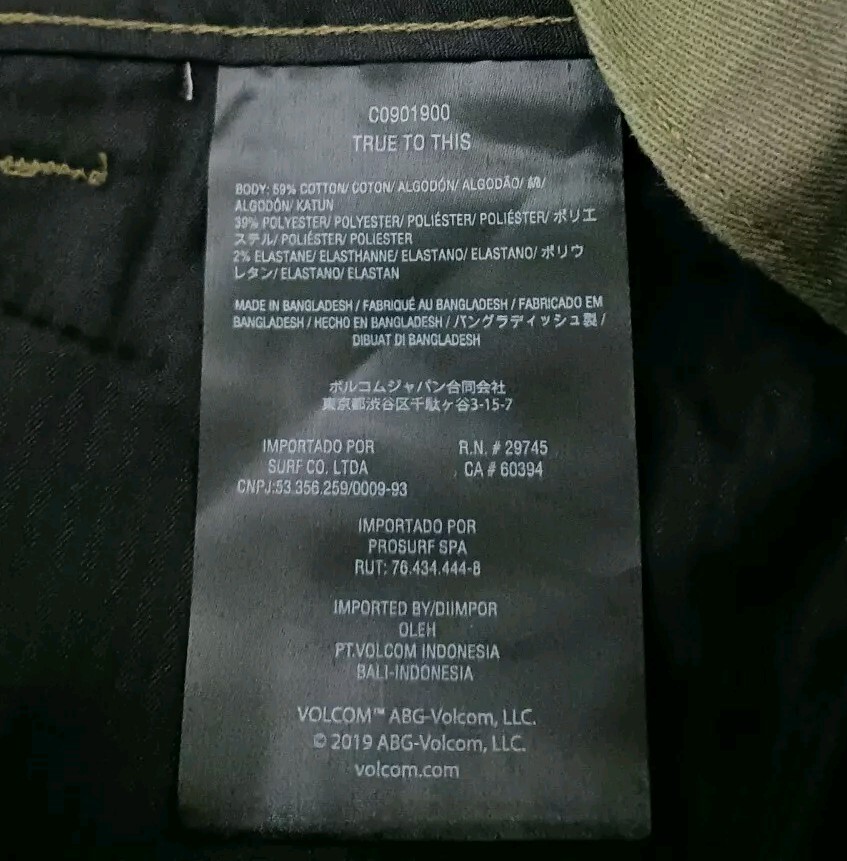 C0901900
TRUE TO THIS
BODY: 59% COTTON/ COTON/ ALGODÓN/ ALGODÃO/ 綿/
ALGODÓN/ KATUN
39% POLYESTER/ POLYESTER/ POLIÉSTER/ POLIÉSTER/ ポリエ
ステル/ POLIÉSTER/ POLIESTER
2% ELASTANE/ ELASTHANNE/ ELASTANO/ ELASTANO/ ポリウ
レタン/ ELASTANO/ ELASTAN
MADE IN BANGLADESH / FABRIQUÉ AU BANGLADESH / FABRICADO EM
BANGLADESH / HECHO EN BANGLADESH / バングラディッシュ製 /
DIBUAT DI BANGLADESH
ボルコムジャパン合同会社
東京都渋谷区千駄ヶ谷3-15-7
IMPORTADO POR
SURF CO. LTDA
CNPJ:53.356.259/0009-93
R.N. # 29745
CA # 60394
IMPORTADO POR
PROSURF SPA
RUT: 76.434.444-8
IMPORTED BY/DIIMPOR
OLEH
PT.VOLCOM INDONESIA
BALI-INDONESIA
VOLCOM™ ABG-Volcom, LLC.
© 2019 ABG-Volcom, LLC.
volcom.com